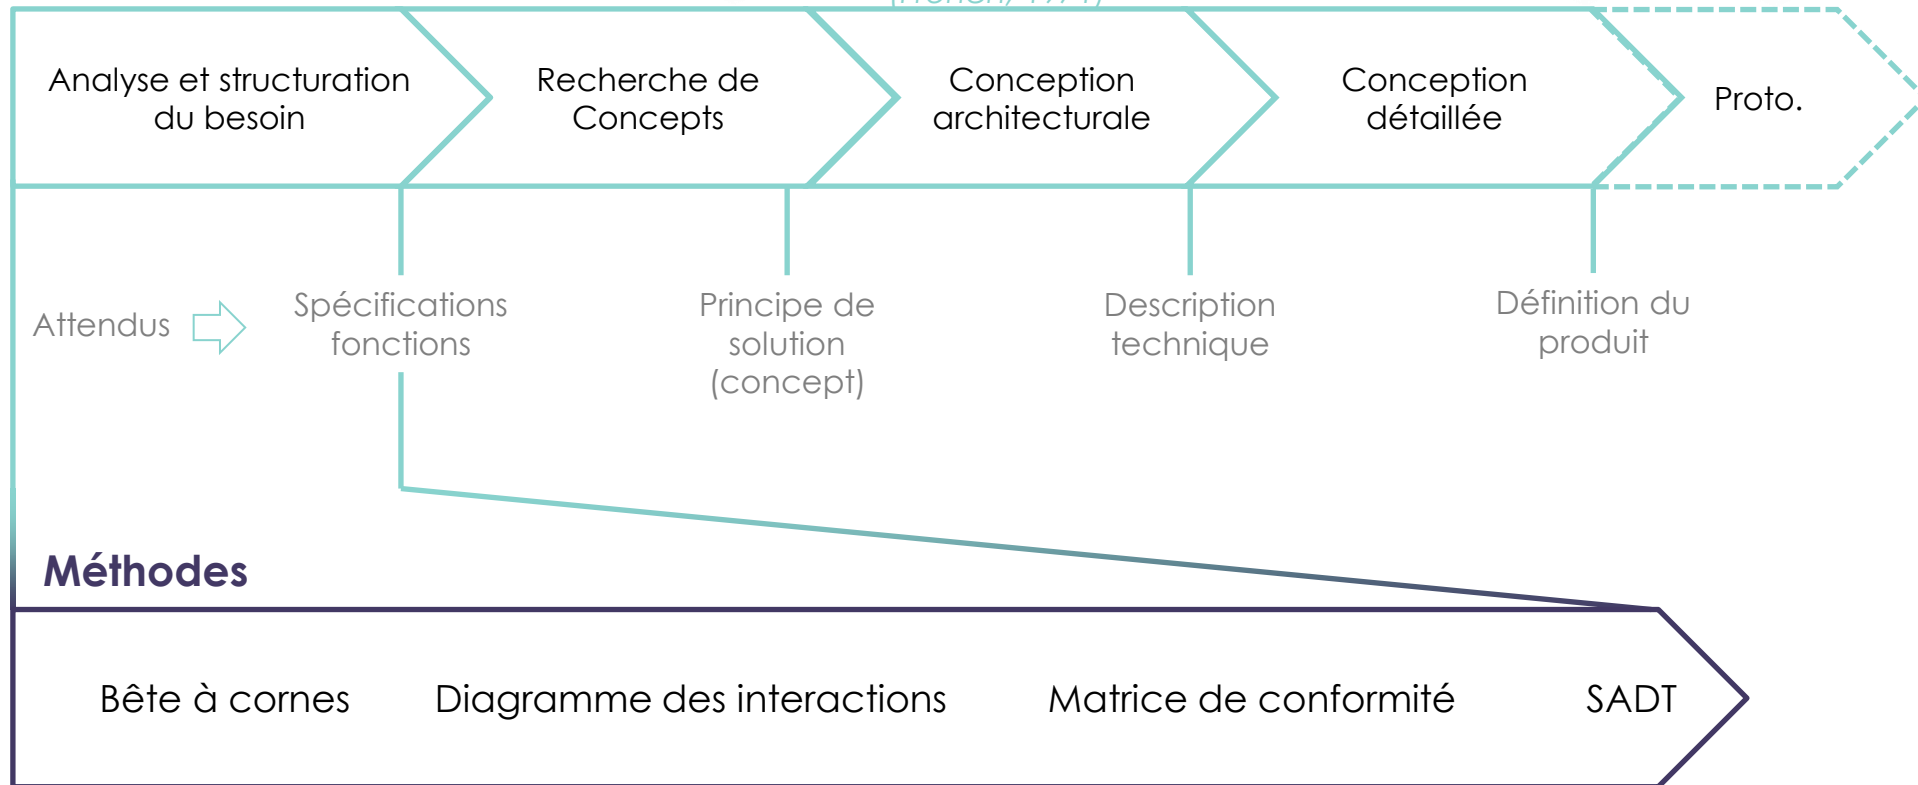 Analyse et structuration
du besoin
Recherche de
Concepts
Conception
architecturale
Conception
détaillée
Proto.
Attendus
Spécifications
fonctions
Principe de
solution
(concept)
Description
technique
Définition du
produit
Méthodes
Bête à cornes
Diagramme des interactions
Matrice de conformité
SADT